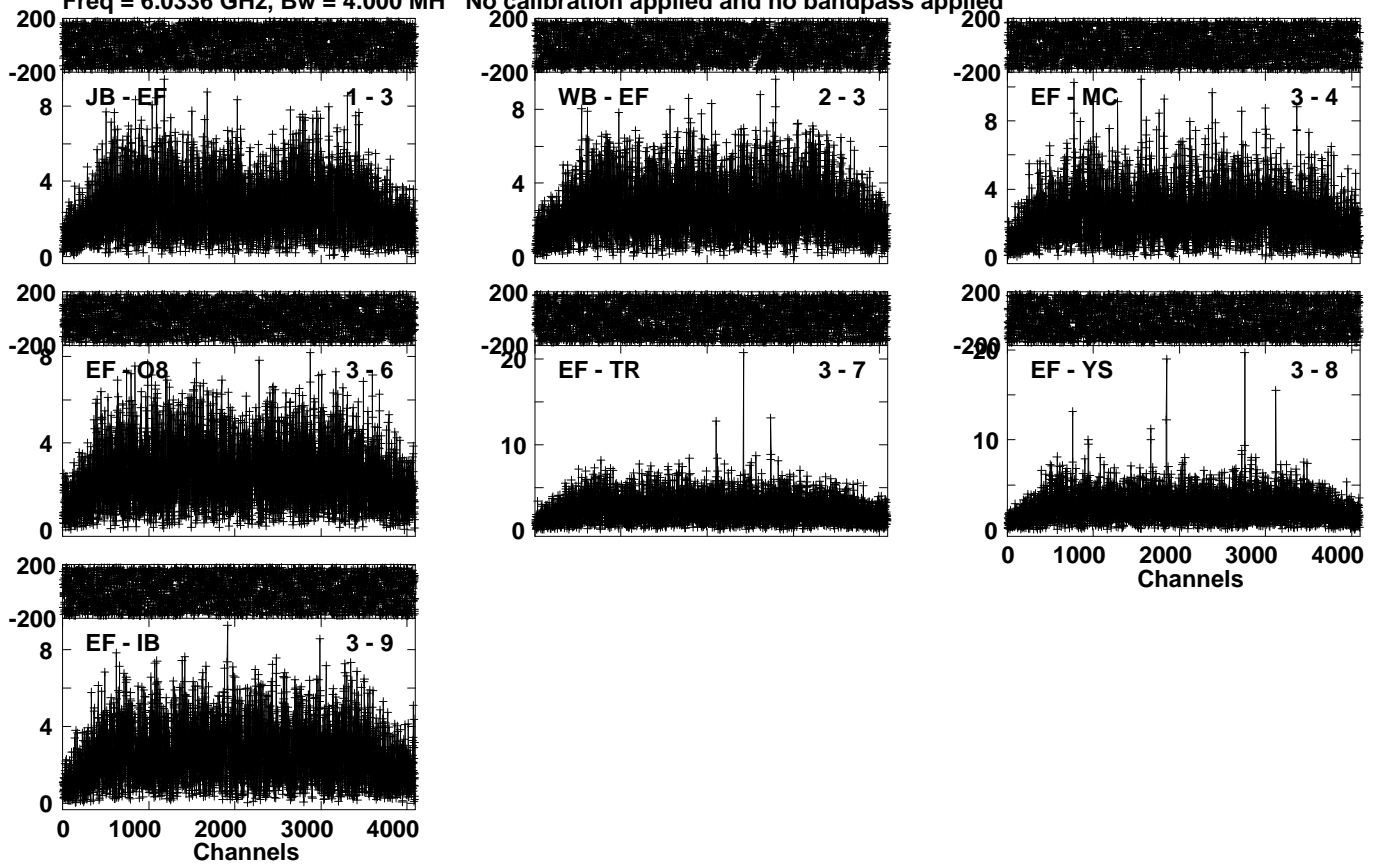 Freq = 6.0336 GHz, Bw = 4.000 MH No calibration applied and no bandpass applied
200
-200
JB - EF 1 - 3
8
4
0
200
-200
WB - EF 2 - 3
8
4
0
200
-200
EF - MC 3 - 4
8
4
0
200
-200
8
EF - O8 3 - 6
4
0
200
-200
20
EF - TR 3 - 7
10
0
200
-200
20
EF - YS 3 - 8
10
0
0 1000 2000 3000 4000
Channels
200
-200
EF - IB 3 - 9
8
4
0
0 1000 2000 3000 4000
Channels